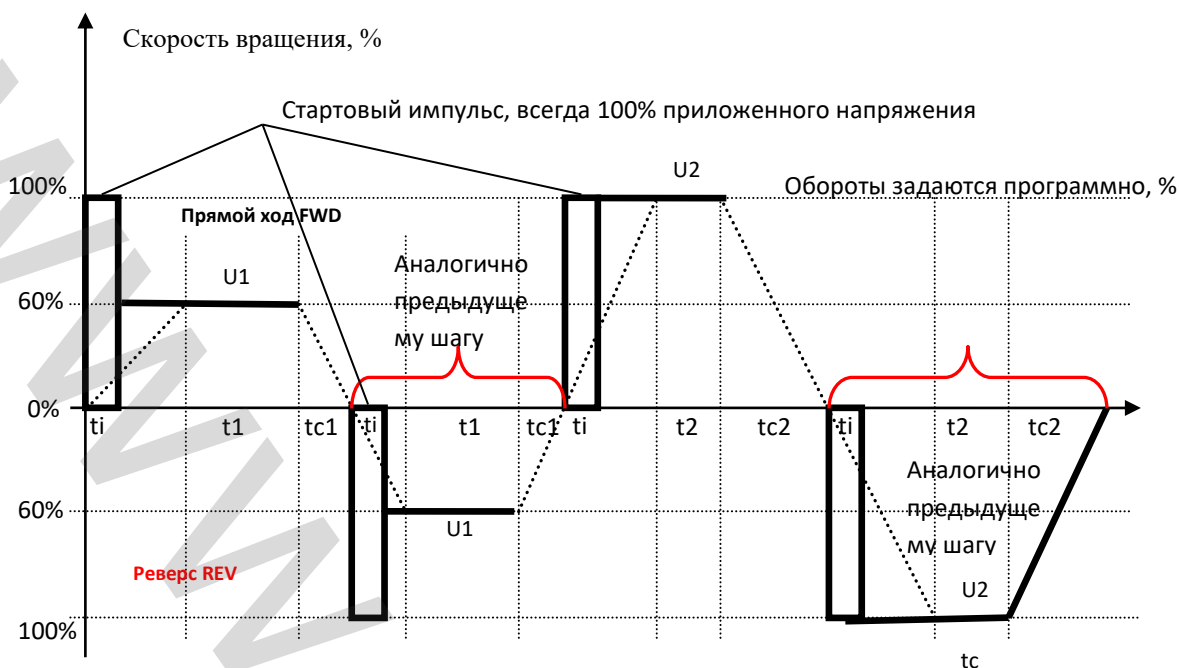 Скорость вращения, %
Стартовый импульс, всегда 100% приложенного напряжения
U2
100%
Обороты задаются программно, %
Прямой ход FWD
Аналогично
предыдуще
му шагу
U1
60%
0%
ti
t1
tc1
ti
t1
tc1
ti
t2
tc2
ti
t2
tc2
Аналогично
предыдуще
му шагу
60%
U1
Реверс REV
U2
100%
tc
WWW